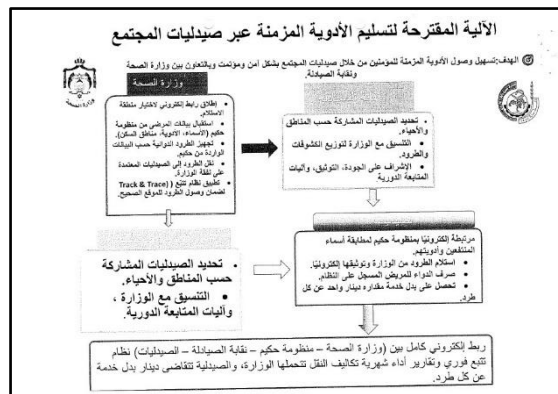 الآلية المقترحة لتسليم الأدوية المزمنة عبر صيدليات المجتمع
الهدف:تسهيل وصول الأدوية المزمنة للمؤمنين من خلال صيدليات المجتمع بشكل آمن ومؤتمت وبالتعاون بين وزارة الصحة
ونقابة الصيادلة.
وزارة الصحة
وزارة الصحة
إطلاق رابط إلكتروني لاختيار منطقة
الاستلام.
استقبال بيانات المرضى من منظومة
حكيم (الأسماء، الأدوية، مناطق السكن).
تجهيز الطرود الدوائية حسب البيانات
الواردة من حكيم.
نقل الطرود إلى الصيدليات المعتمدة
على نفقة الوزارة.
تطبيق نظام تتبع ( (Track & Trace
لضمان وصول الطرود للموقع الصحيح.
تحديد الصيدليات المشاركة حسب المناطق
والأحياء.
التنسيق مع الوزارة لتوزيع الكشوفات
والطرود.
الإشراف على الجودة، التوثيق، وآليات
المتابعة الدورية.
تحديد الصيدليات المشاركة
حسب المناطق والأحياء.
التنسيق مع الوزارة ،
وآليات المتابعة الدورية.
مرتبطة إلكترونيًا بمنظومة حكيم لمطابقة أسماء
المنتفعين وأدويتهم.
استلام الطرود من الوزارة وتوثيقها إلكترونيًا.
صرف الدواء للمريض المسجل على النظام.
تحصل على بدل خدمة مقداره دينار واحد عن كل
طرد.
ربط إلكتروني كامل بين (وزارة الصحة – منظومة حكيم – نقابة الصيادلة – الصيدليات) نظام
تتبع فوري وتقارير أداء شهرية تكاليف النقل تتحملها الوزارة، والصيدلية تتقاضى دينار بدل خدمة
عن كل طرد.